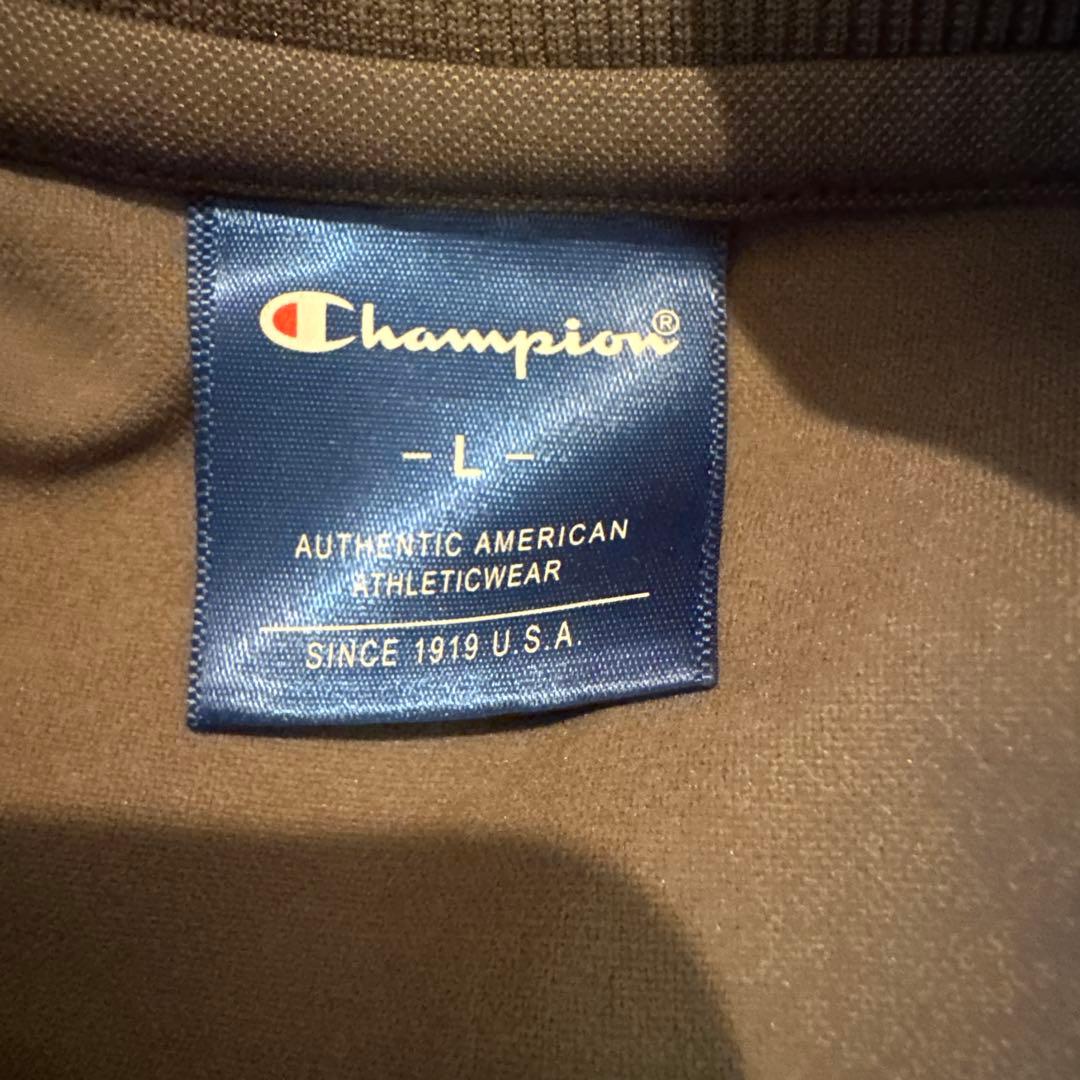 Champion®
- L -
AUTHENTIC AMERICAN
ATHLETICWEAR
SINCE 1919 U.S.A.